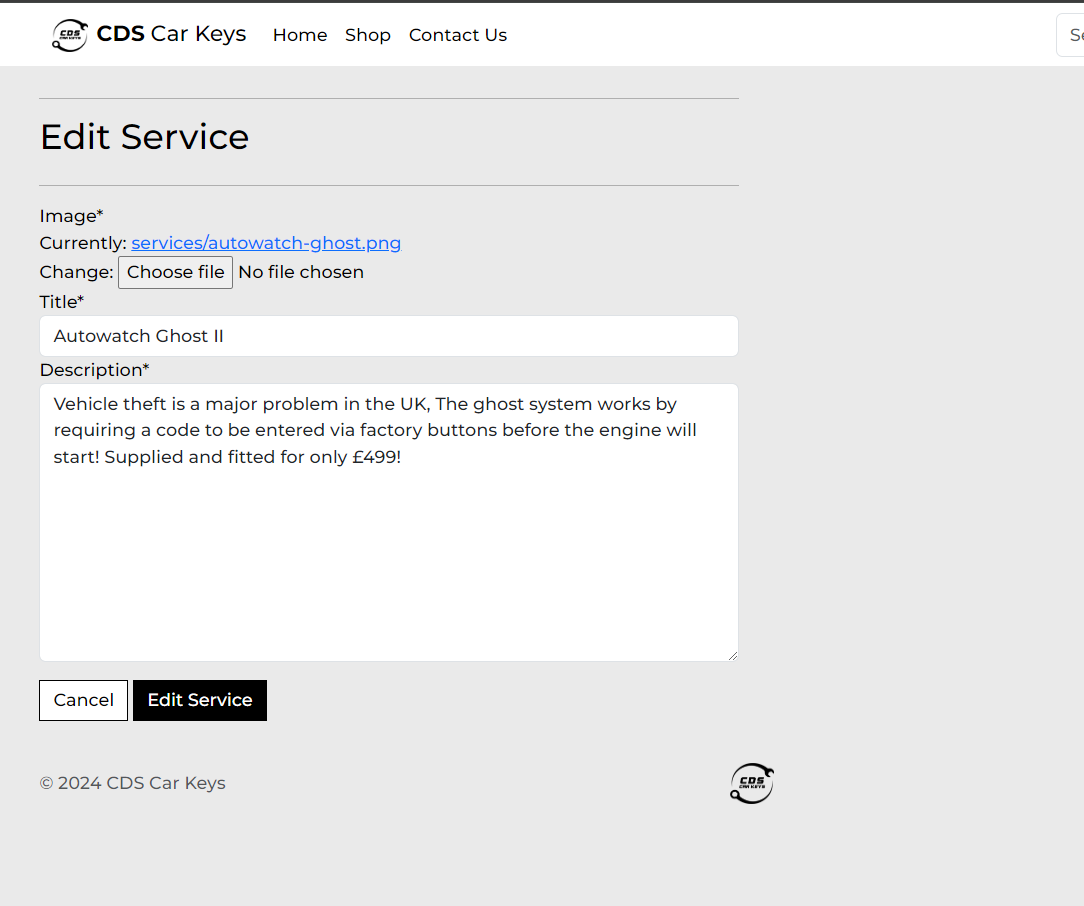 CDS CAR KEYS CDS Car Keys Home Shop Contact Us Se
Edit Service
Image*
Currently: services/autowatch-ghost.png
Change: Choose file No file chosen
Title*
Autowatch Ghost II
Description*
Vehicle theft is a major problem in the UK, The ghost system works by
requiring a code to be entered via factory buttons before the engine will
start! Supplied and fitted for only £499!
Cancel Edit Service
© 2024 CDS Car Keys CDS
CAR KEYS